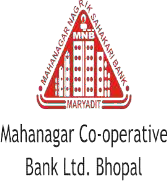 MAHANAGAR NAGRIK SAHAKARI BANK
MNB
MARYADIT
Mahanagar Co-operative
Bank Ltd. Bhopal